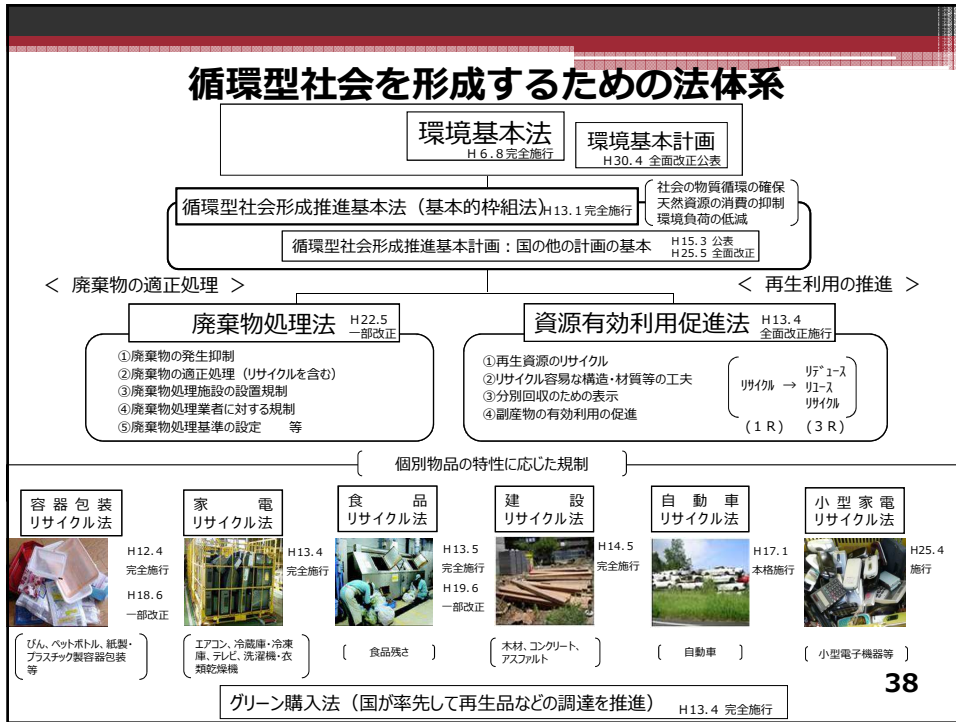 循環型社会を形成するための法体系
環境基本法
H6.8完全施行
環境基本計画
H30.4 全面改正公表
循環型社会形成推進基本法(基本的枠組法)H13.1完全施行
社会の物質循環の確保
天然資源の消費の抑制
環境負荷の低減
循環型社会形成推進基本計画:国の他の計画の基本
H15.3 公表
H25.5 全面改正
< 廃棄物の適正処理 >
< 再生利用の推進 >
廃棄物処理法
H22.5
一部改正
①廃棄物の発生抑制
②廃棄物の適正処理(リサイクルを含む)
③廃棄物処理施設の設置規制
④廃棄物処理業者に対する規制
⑤廃棄物処理基準の設定 等
資源有効利用促進法
H13.4
全面改正施行
①再生資源のリサイクル
②リサイクル容易な構造・材質等の工夫
③分別回収のための表示
④副産物の有効利用の促進
リサイクル →
リデュース
リユース
リサイクル
(1R) (3R)
個別物品の特性に応じた規制
容器包装
リサイクル法
H12.4
完全施行
H18.6
一部改正
びん、ペットボトル、紙製・
プラスチック製容器包装
等
家電
リサイクル法
H13.4
完全施行
エアコン、冷蔵庫・冷凍
庫、テレビ、洗濯機・衣
類乾燥機
食品
リサイクル法
H13.5
完全施行
H19.6
一部改正
食品残さ
建設
リサイクル法
H14.5
完全施行
木材、コンクリート、
アスファルト
自動車
リサイクル法
H17.1
本格施行
自動車
小型家電
リサイクル法
H25.4
施行
小型電子機器等
グリーン購入法(国が率先して再生品などの調達を推進) H13.4 完全施行
38